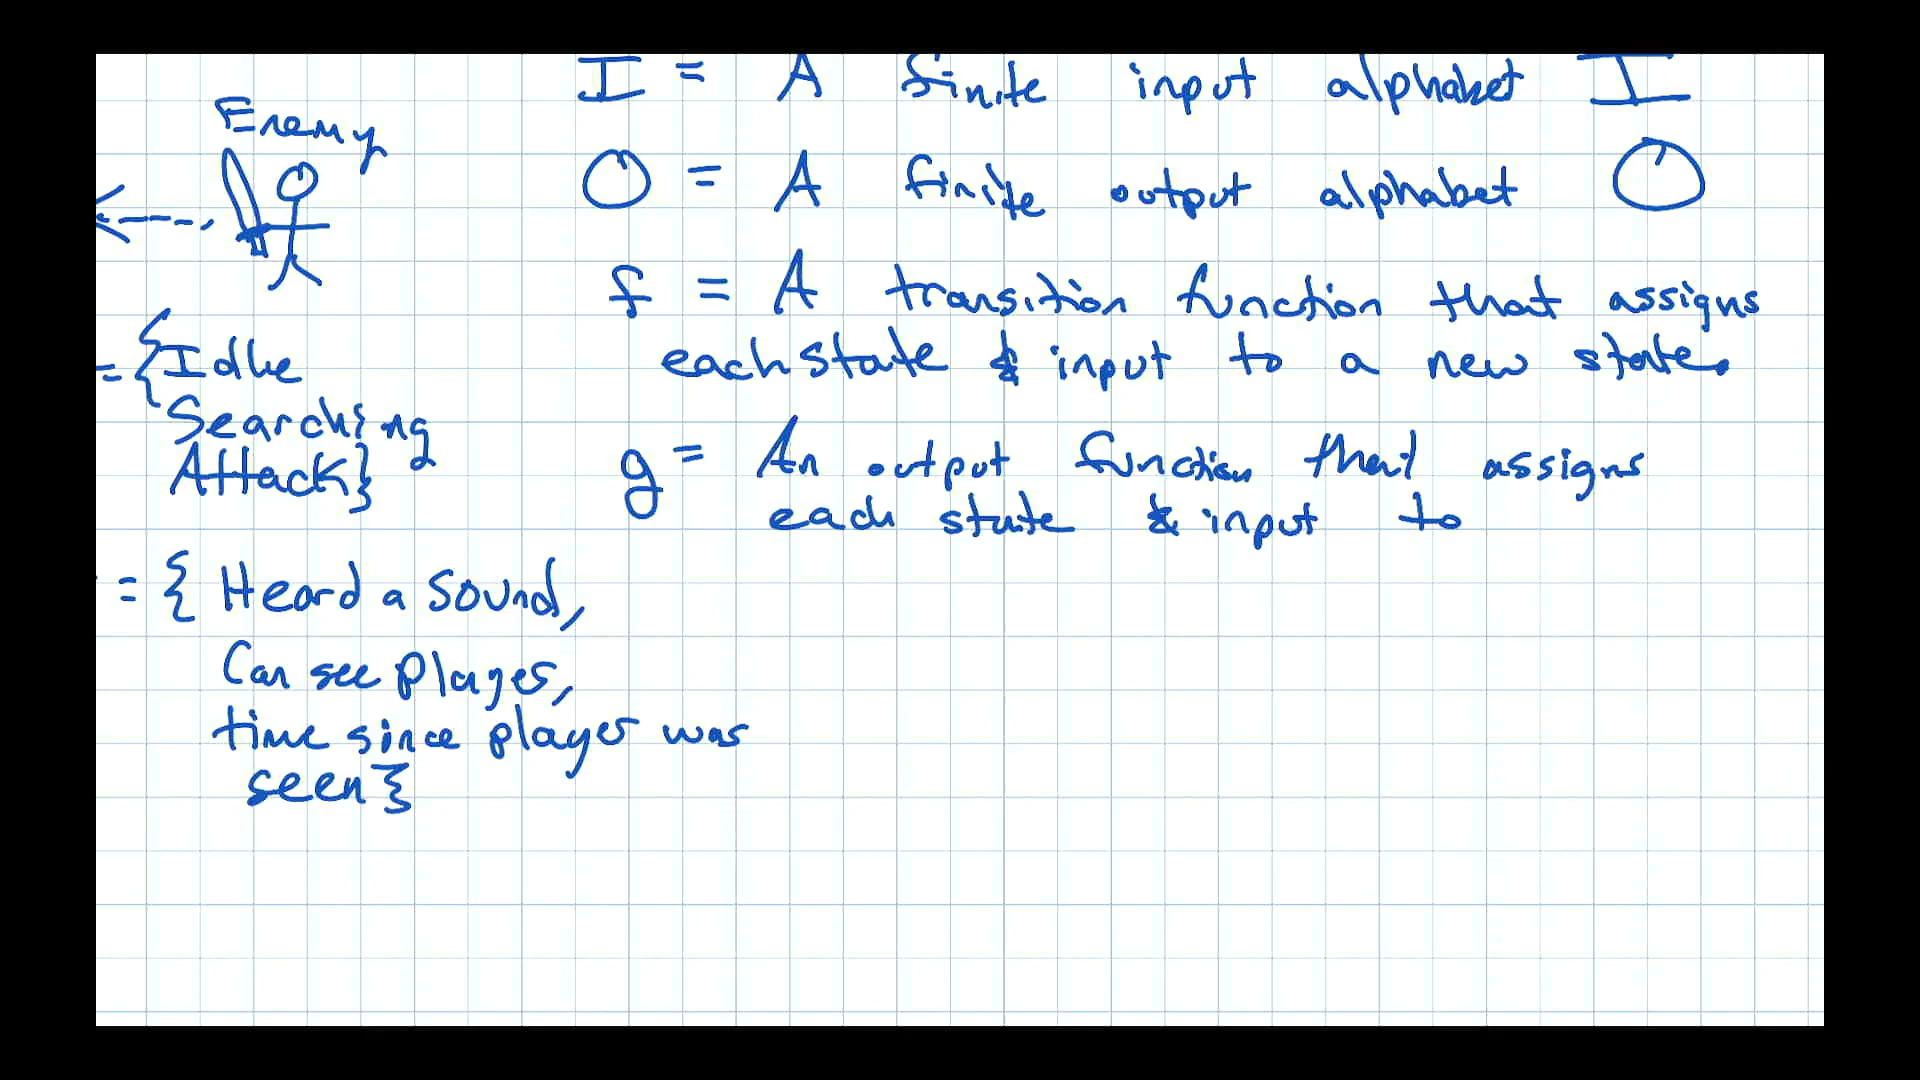 I = A finite input alphabet I
O = A finite output alphabet O
f = A transition function that assigns
each state & input to a new state.
g = An output function that assigns
each state & input to
Enemy
= { Idle
Searching
Attack }
= { Heard a sound,
Can see player,
time since player was
seen }